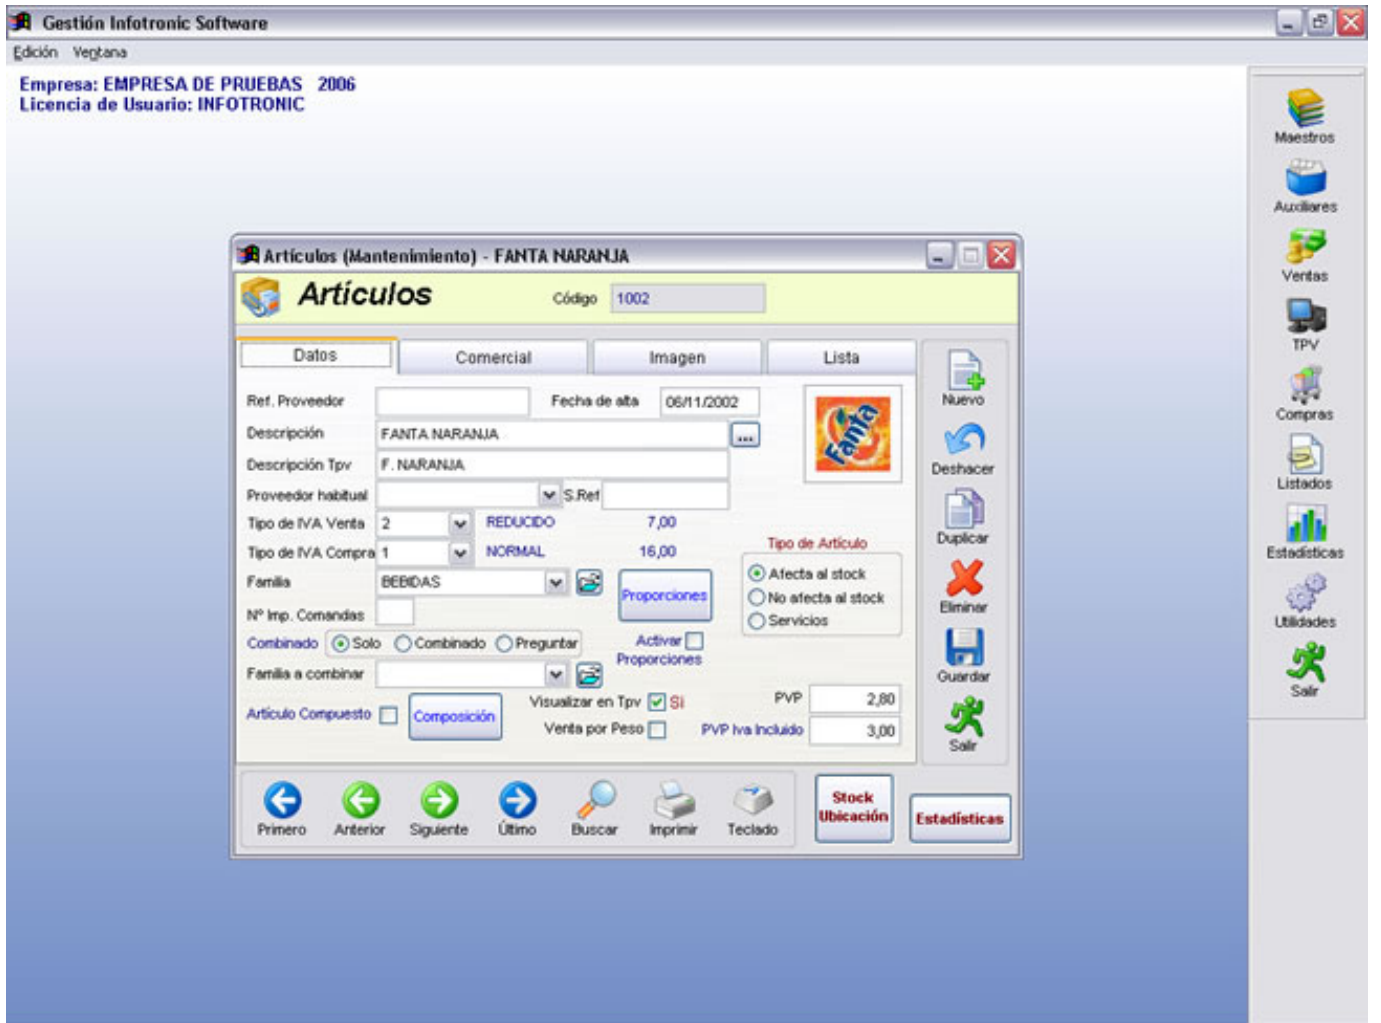 Gestión Infotronic Software
Edición Ventana
Empresa: EMPRESA DE PRUEBAS 2006
Licencia de Usuario: INFOTRONIC
Maestros
Auxiliares
Ventas
TPV
Compras
Listados
Estadísticas
Utilidades
Salir
Artículos (Mantenimiento) - FANTA NARANJA
Artículos
Código 1002
Datos Comercial Imagen Lista
Ref. Proveedor Fecha de alta 06/11/2002
Descripción FANTA NARANJA ...
Descripción Tpv F. NARANJA
Proveedor habitual S.Ref
Tipo de IVA Venta 2 REDUCIDO 7,00
Tipo de IVA Compra 1 NORMAL 16,00
Familia BEBIDAS Proporciones
Nº Imp. Comandas
Combinado Solo Combinado Preguntar Activar Proporciones
Familia a combinar
Artículo Compuesto Composición
Visualizar en Tpv Si
Venta por Peso
Fanta
Tipo de Artículo
Afecta al stock
No afecta al stock
Servicios
PVP 2,80
PVP Iva Incluido 3,00
Nuevo
Deshacer
Duplicar
Eliminar
Guardar
Salir
Primero Anterior Siguiente Último Buscar Imprimir Teclado
Stock
Ubicación
Estadísticas